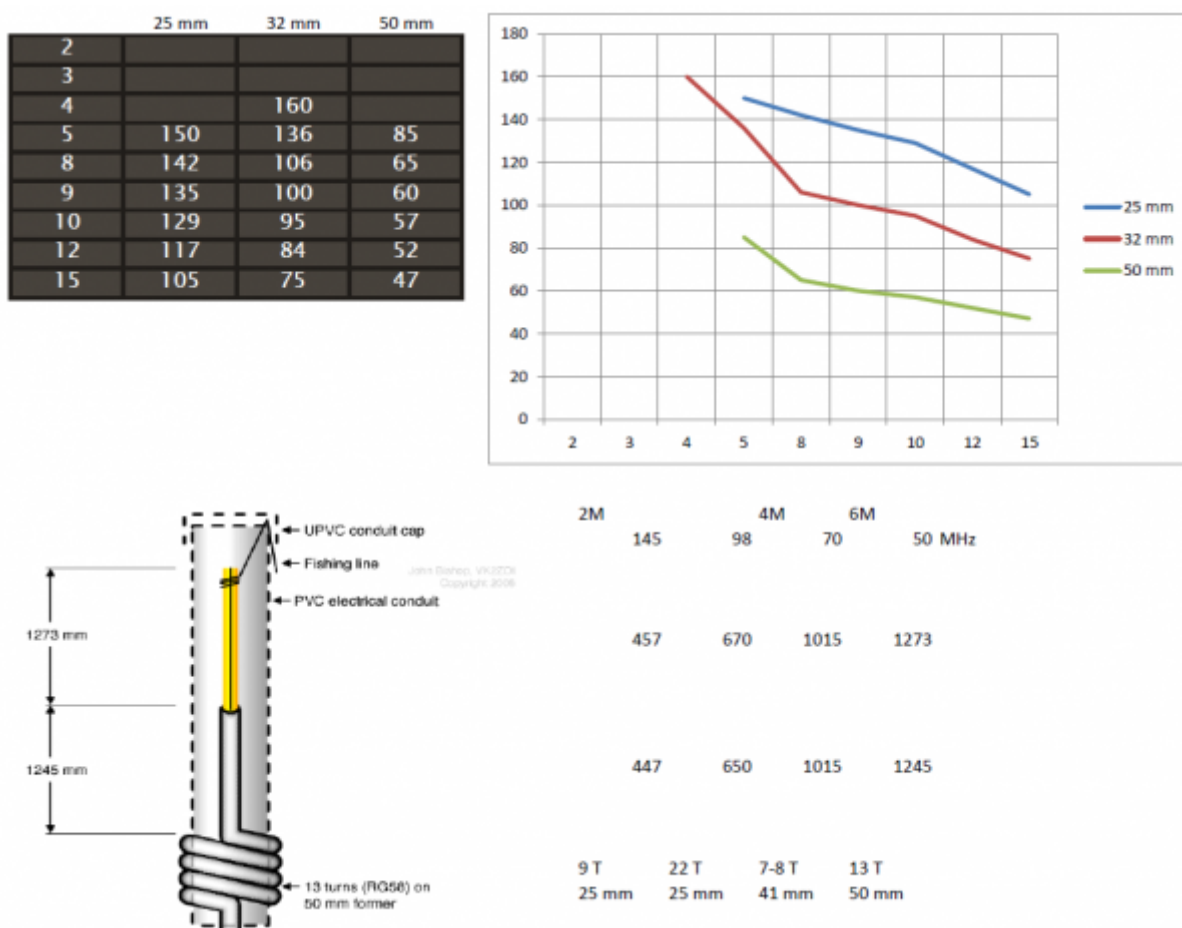 25 mm 32 mm 50 mm
2
3
4 160
5 150 136 85
8 142 106 65
9 135 100 60
10 129 95 57
12 117 84 52
15 105 75 47
180
160
140
120
100
80
60
40
20
0
2 3 4 5 8 9 10 12 15
25 mm
32 mm
50 mm
UPVC conduit cap
Fishing line
John Bishop, VK2ZOI
Copyright 2008
PVC electrical conduit
1273 mm
1245 mm
13 turns (RG58) on
50 mm former
2M 4M 6M
145 98 70 50 MHz
457 670 1015 1273
447 650 1015 1245
9 T 22 T 7-8 T 13 T
25 mm 25 mm 41 mm 50 mm